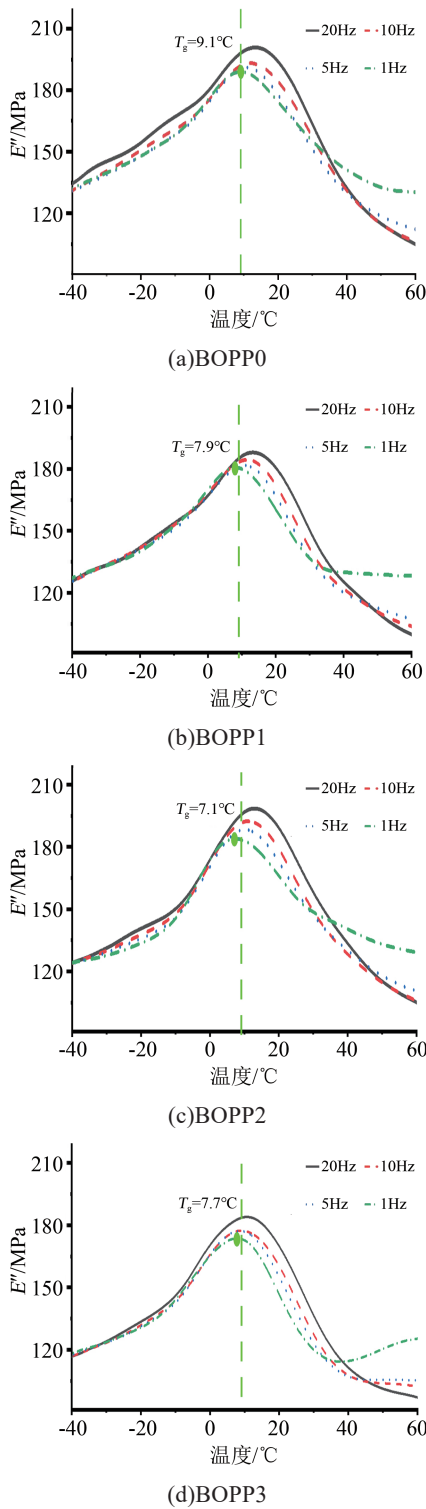 210
20Hz
10Hz
Tg=9.1℃
5Hz
1Hz
180
E″/MPa
150
120
-40
-20
0
20
40
60
温度/℃
(a)BOPP0
210
20Hz
10Hz
Tg=7.9℃
5Hz
1Hz
180
E″/MPa
150
120
-40
-20
0
20
40
60
温度/℃
(b)BOPP1
210
20Hz
10Hz
Tg=7.1℃
5Hz
1Hz
180
E″/MPa
150
120
-40
-20
0
20
40
60
温度/℃
(c)BOPP2
210
20Hz
10Hz
Tg=7.7℃
5Hz
1Hz
180
E″/MPa
150
120
-40
-20
0
20
40
60
温度/℃
(d)BOPP3